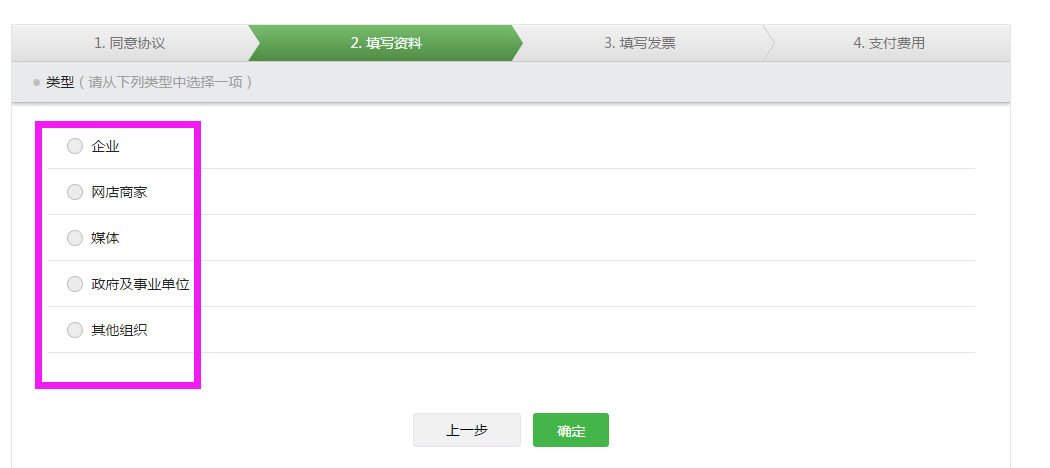 1. 同意协议 2. 填写资料 3. 填写发票 4. 支付费用
类型（请从下列类型中选择一项）
企业
网店商家
媒体
政府及事业单位
其他组织
上一步 确定